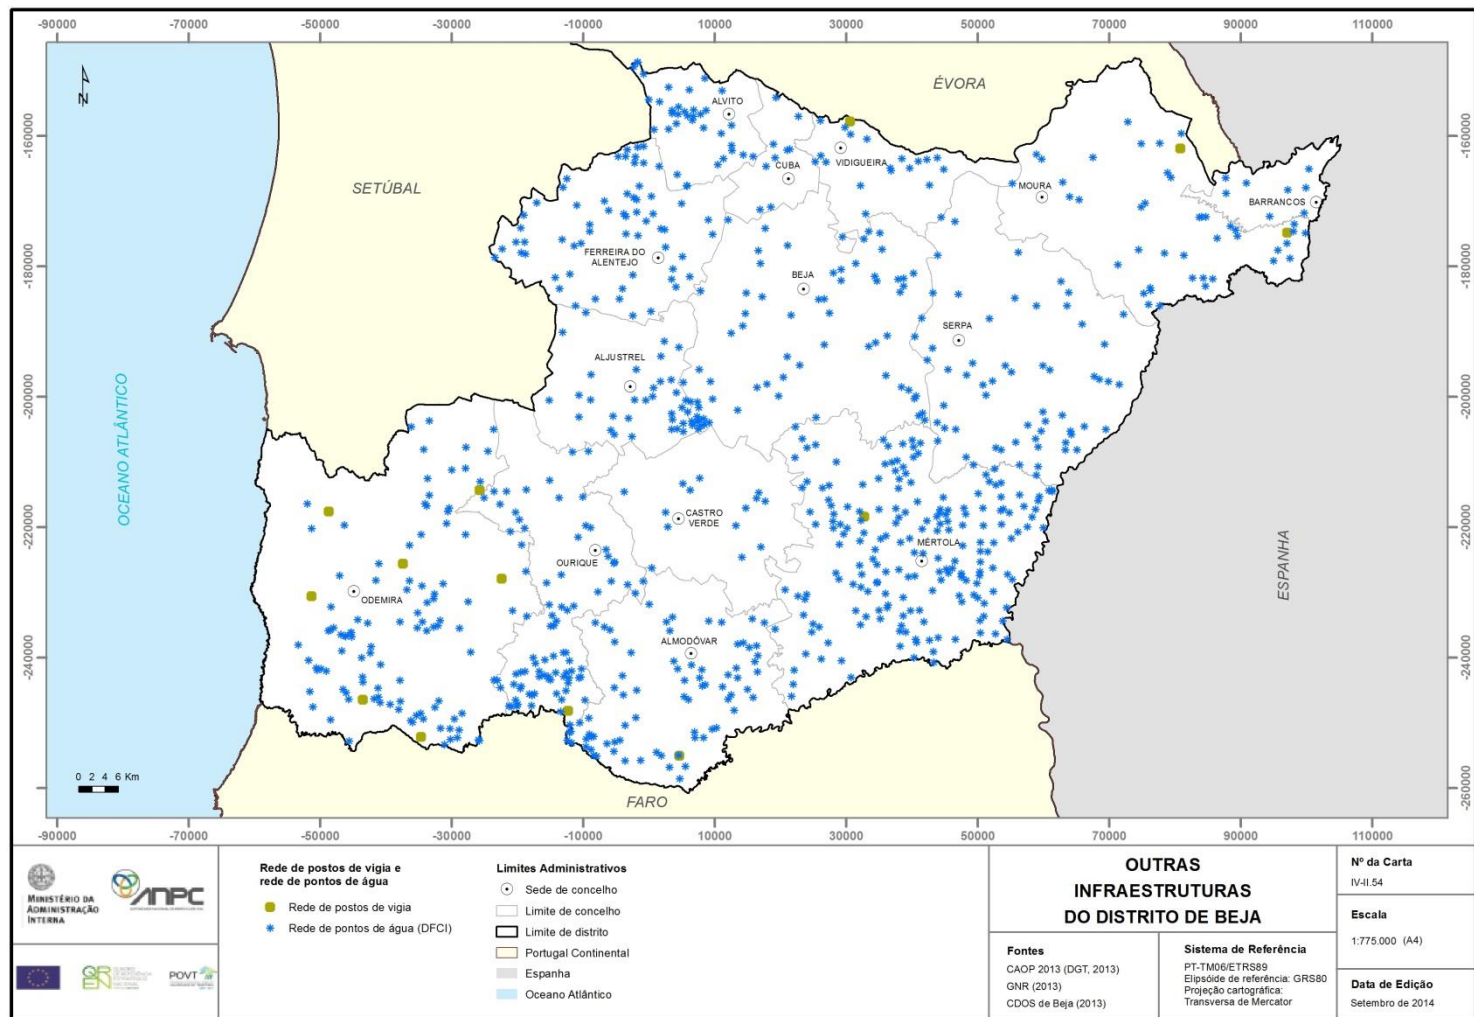 -90000 -70000 -50000 -30000 -10000 10000 30000 50000 70000 90000 110000
N
ÉVORA
ALVITO
-160000 -160000
VIDIGUEIRA
CUBA
SETÚBAL
MOURA
BARRANCOS
FERREIRA DO
ALENTEJO
-180000 -180000
BEJA
SERPA
ALJUSTREL
-200000 -200000
OCEANO ATLÂNTICO
CASTRO
VERDE
-220000 -220000
MÉRTOLA
OURIQUE
ESPANHA
ODEMIRA
ALMODÓVAR
-240000 -240000
0 2 4 6 Km
FARO
-260000
-90000 -70000 -50000 -30000 -10000 10000 30000 50000 70000 90000 110000
MINISTÉRIO DA
ADMINISTRAÇÃO
INTERNA
ANPC
QREN
POVT
Rede de postos de vigia e
rede de pontos de água
Rede de postos de vigia
Rede de pontos de água (DFCI)
Limites Administrativos
Sede de concelho
Limite de concelho
Limite de distrito
Portugal Continental
Espanha
Oceano Atlântico
OUTRAS
INFRAESTRUTURAS
DO DISTRITO DE BEJA
Fontes
CAOP 2013 (DGT, 2013)
GNR (2013)
CDOS de Beja (2013)
Sistema de Referência
PT-TM06/ETRS89
Elipsóide de referência: GRS80
Projeção cartográfica:
Transversa de Mercator
Nº da Carta
IV-II.54
Escala
1:775.000 (A4)
Data de Edição
Setembro de 2014